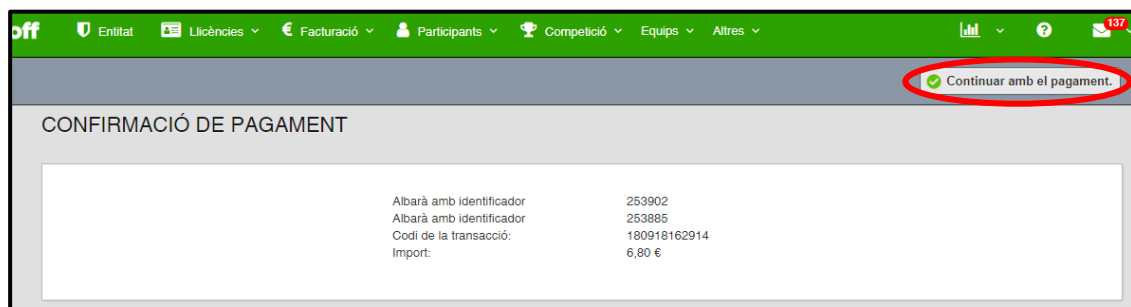 off Entitat Llicències € Facturació Participants Competició Equips Altres ? 137
Continuar amb el pagament.
CONFIRMACIÓ DE PAGAMENT
Albarà amb identificador 253902
Albarà amb identificador 253885
Codi de la transacció: 180918162914
Import: 6,80 €